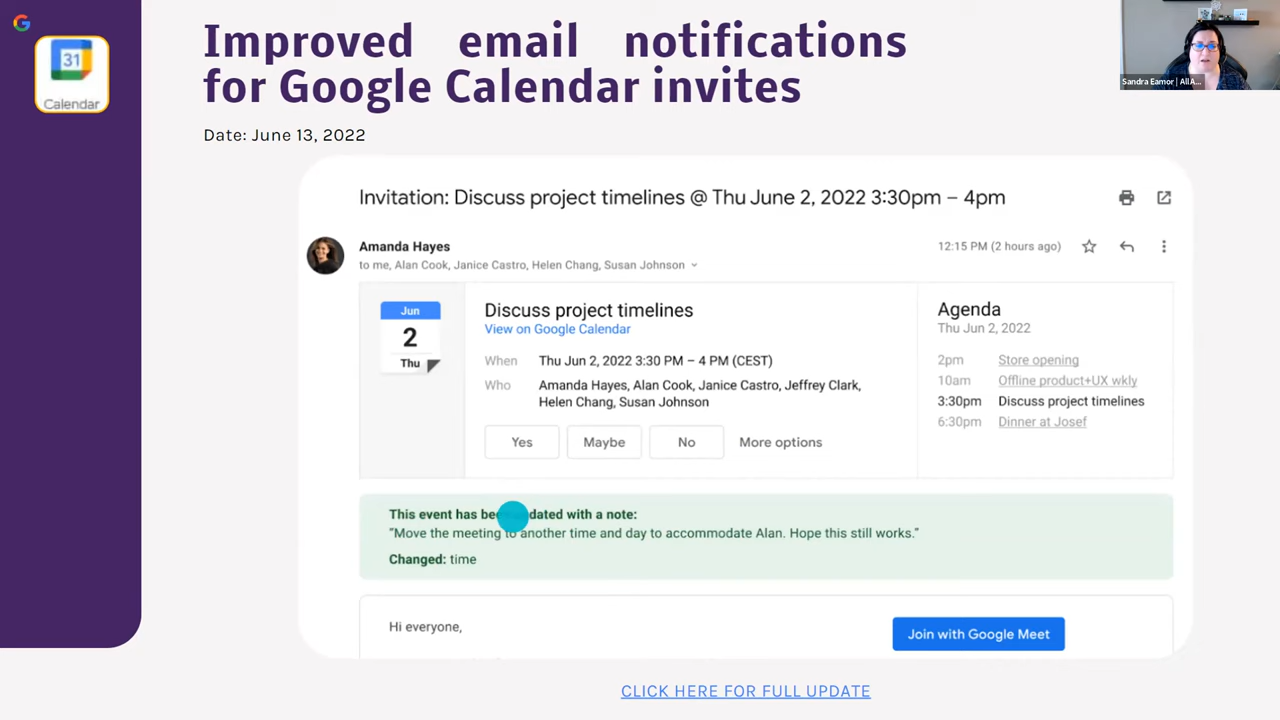 Improved email notifications
for Google Calendar invites
31
Calendar
Date: June 13, 2022
Sandra Eamor | All A...
Invitation: Discuss project timelines @ Thu June 2, 2022 3:30pm – 4pm
Amanda Hayes
12:15 PM (2 hours ago)
to me, Alan Cook, Janice Castro, Helen Chang, Susan Johnson
Jun
2
Thu
Discuss project timelines
View on Google Calendar
When Thu Jun 2, 2022 3:30 PM – 4 PM (CEST)
Who Amanda Hayes, Alan Cook, Janice Castro, Jeffrey Clark,
Helen Chang, Susan Johnson
Yes Maybe No More options
Agenda
Thu Jun 2, 2022
2pm Store opening
10am Offline product+UX wkly
3:30pm Discuss project timelines
6:30pm Dinner at Josef
This event has been updated with a note:
“Move the meeting to another time and day to accommodate Alan. Hope this still works.”
Changed: time
Hi everyone,
Join with Google Meet
CLICK HERE FOR FULL UPDATE